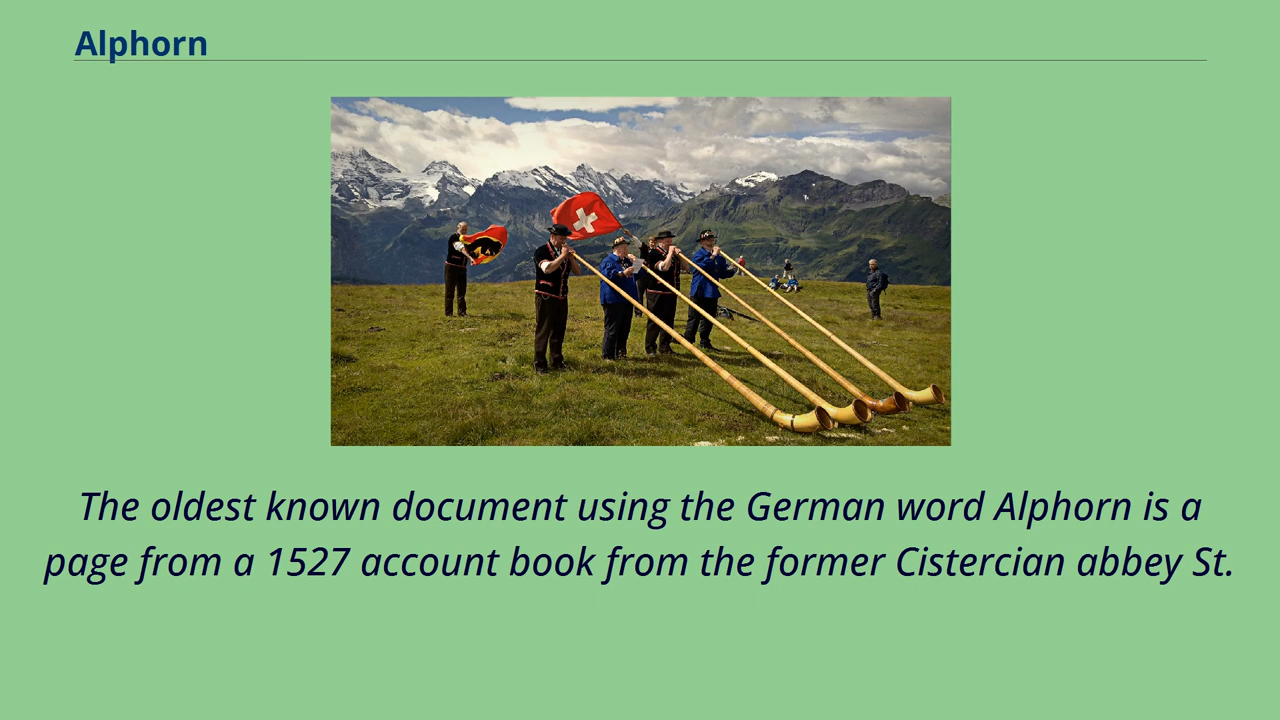 Alphorn
The oldest known document using the German word Alphorn is a
page from a 1527 account book from the former Cistercian abbey St.